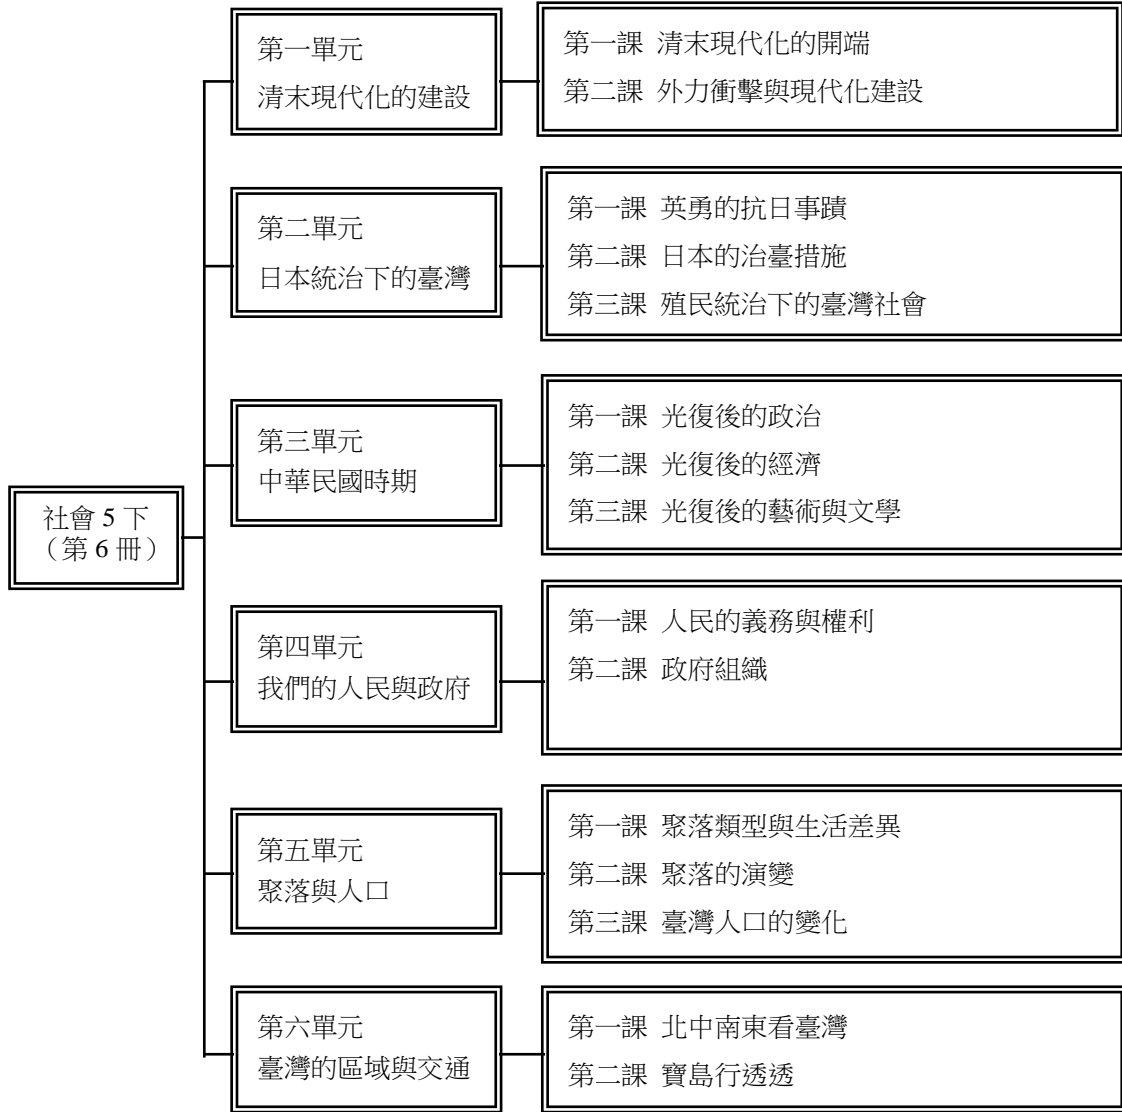 社會 5 下
（第 6 冊）
第一單元
清末現代化的建設
第一課 清末現代化的開端
第二課 外力衝擊與現代化建設
第二單元
日本統治下的臺灣
第一課 英勇的抗日事蹟
第二課 日本的治臺措施
第三課 殖民統治下的臺灣社會
第三單元
中華民國時期
第一課 光復後的政治
第二課 光復後的經濟
第三課 光復後的藝術與文學
第四單元
我們的人民與政府
第一課 人民的義務與權利
第二課 政府組織
第五單元
聚落與人口
第一課 聚落類型與生活差異
第二課 聚落的演變
第三課 臺灣人口的變化
第六單元
臺灣的區域與交通
第一課 北中南東看臺灣
第二課 寶島行透透